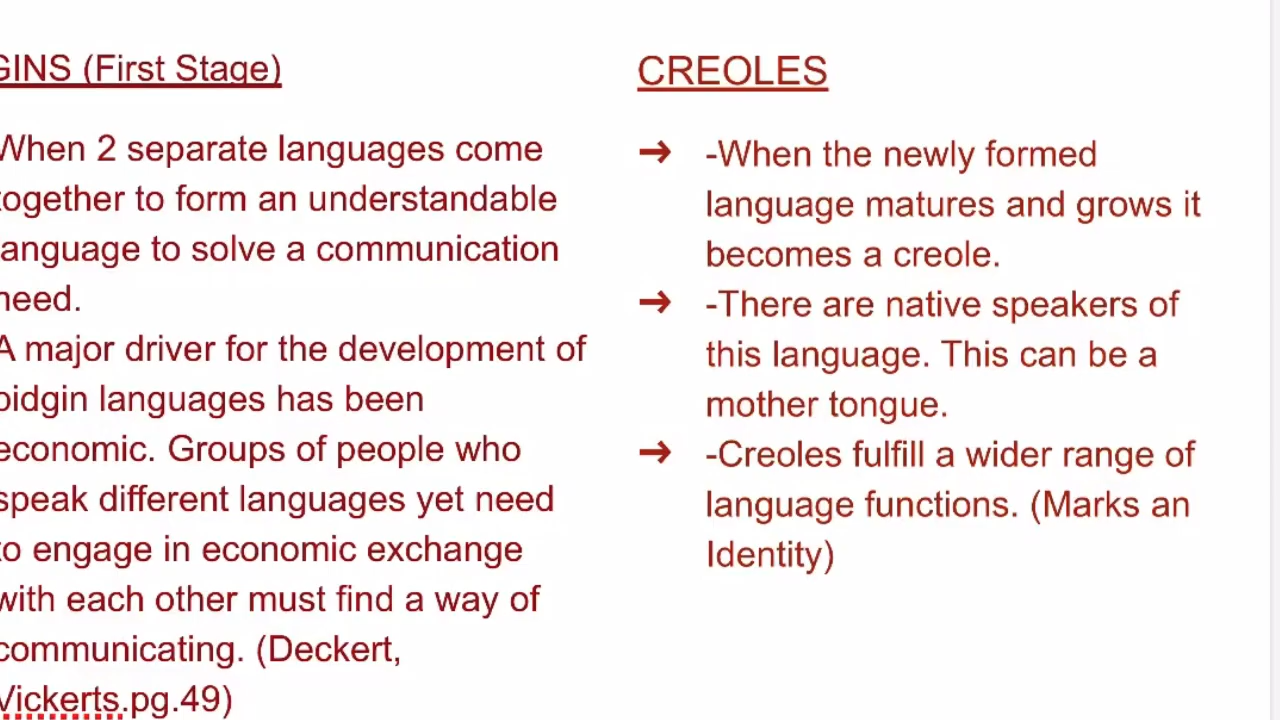 GINS (First Stage)
When 2 separate languages come
together to form an understandable
language to solve a communication
need.
A major driver for the development of
pidgin languages has been
economic. Groups of people who
speak different languages yet need
to engage in economic exchange
with each other must find a way of
communicating. (Deckert,
Vickerts.pg.49)
CREOLES
→ -When the newly formed
language matures and grows it
becomes a creole.
→ -There are native speakers of
this language. This can be a
mother tongue.
→ -Creoles fulfill a wider range of
language functions. (Marks an
Identity)